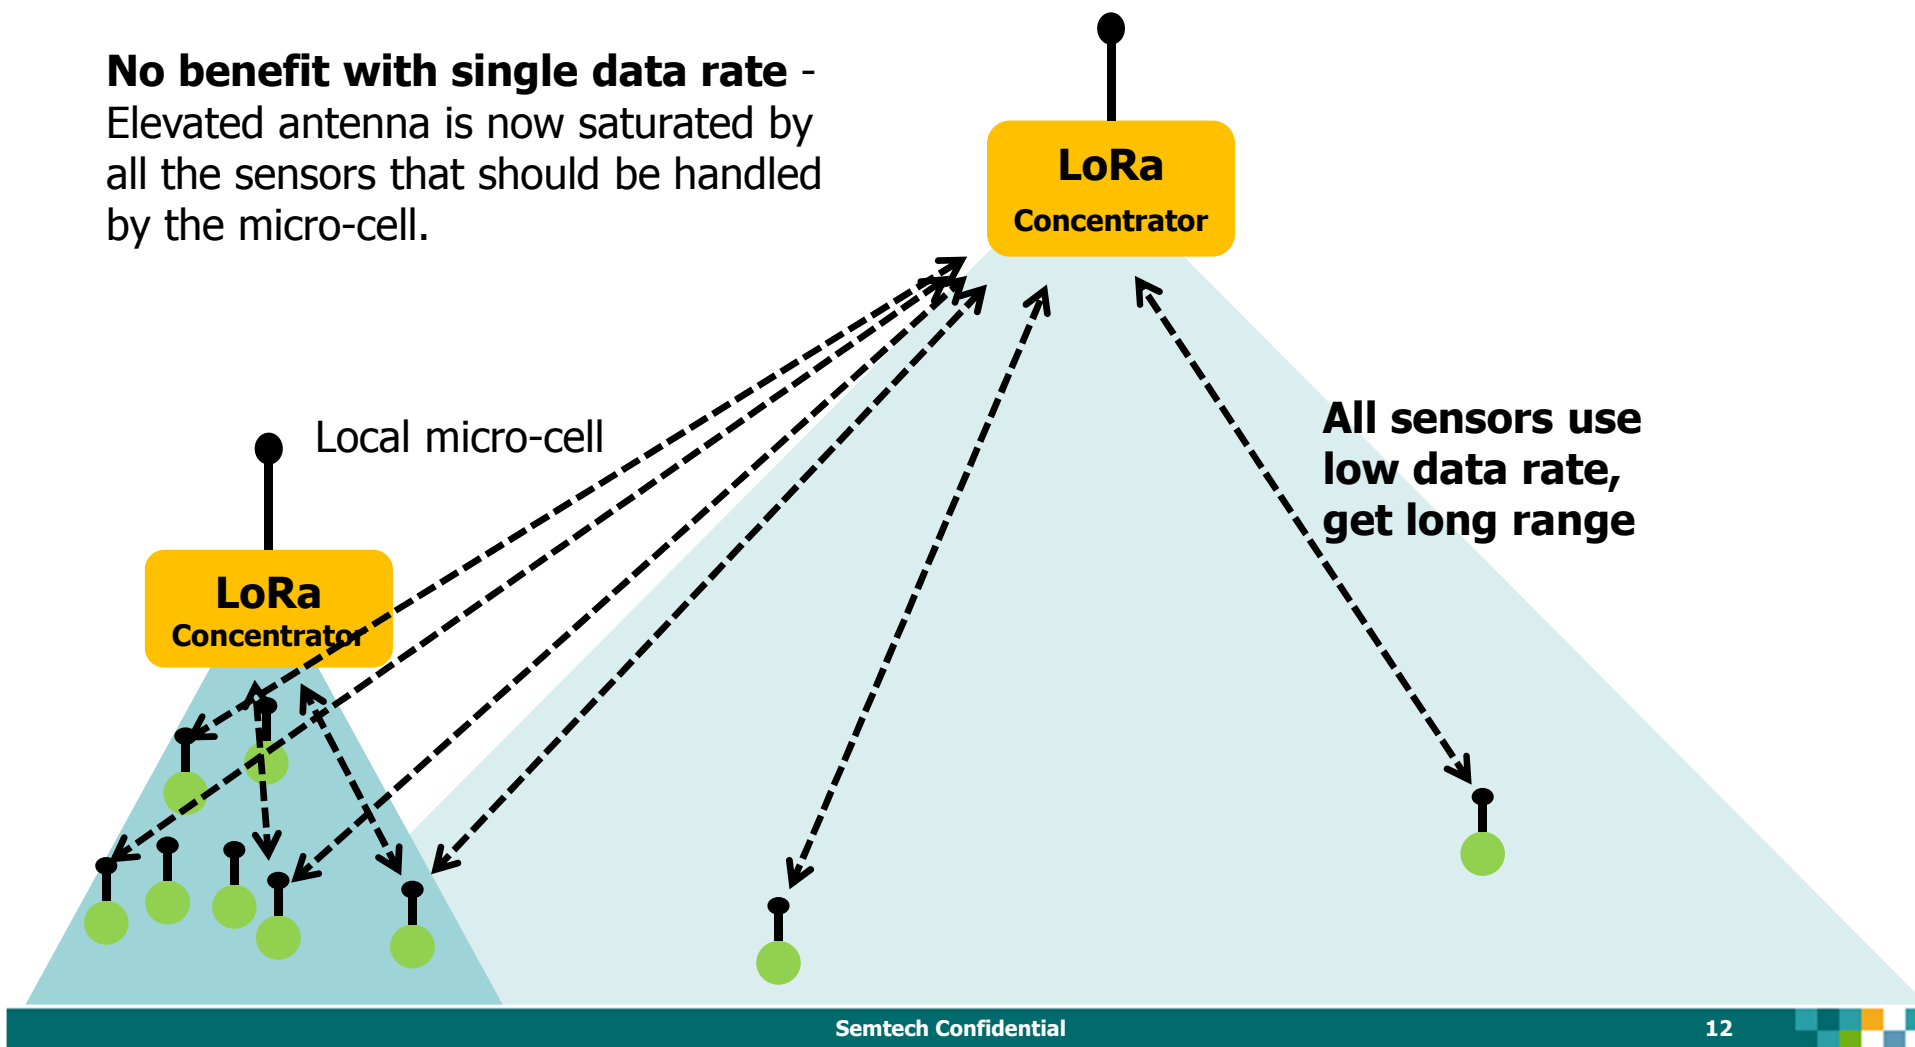 No benefit with single data rate -
Elevated antenna is now saturated by
all the sensors that should be handled
by the micro-cell.
LoRa
Concentrator
Local micro-cell
All sensors use
low data rate,
get long range
LoRa
Concentrator
Semtech Confidential
12